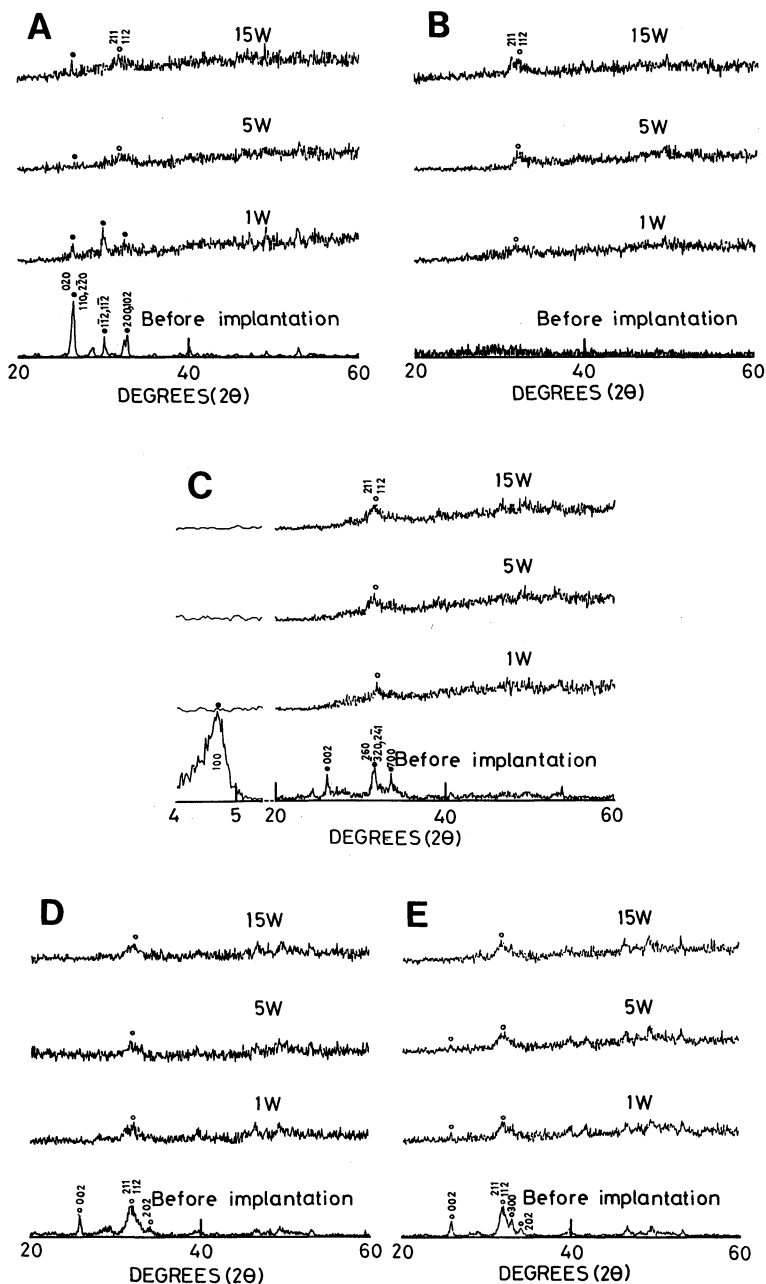 A
211
112
15W
5W
1W
020
110,2̄20
1̄12,11̄2
200,102
Before implantation
20
40
60
DEGREES(2θ)
B
211
112
15W
5W
1W
Before implantation
20
40
60
DEGREES (2θ)
C
211
112
15W
5W
1W
100
002
260
320,2̄41
700
Before implantation
4
5
20
40
60
DEGREES (2θ)
D
15W
5W
1W
002
211
112
202
Before implantation
20
40
60
DEGREES (2θ)
E
15W
5W
1W
002
211
112
300
202
Before implantation
20
40
60
DEGREES (2θ)